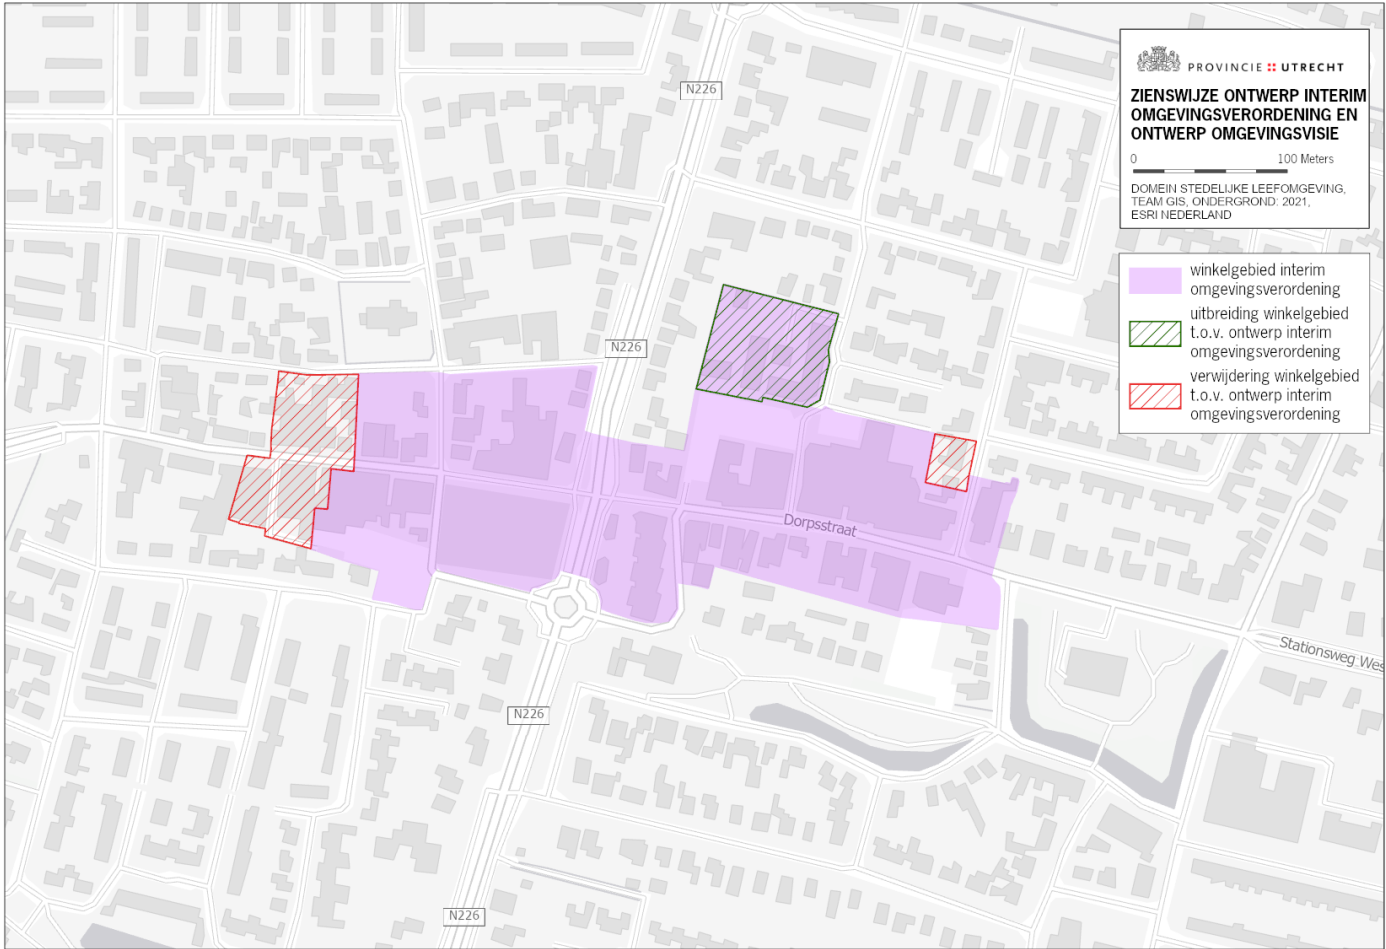 PROVINCIE :: UTRECHT
ZIENSWIJZE ONTWERP INTERIM
OMGEVINGSVERORDENING EN
ONTWERP OMGEVINGSVISIE
0 100 Meters
DOMEIN STEDELIJKE LEEFOMGEVING,
TEAM GIS, ONDERGROND: 2021,
ESRI NEDERLAND
winkelgebied interim
omgevingsverordening
uitbreiding winkelgebied
t.o.v. ontwerp interim
omgevingsverordening
verwijdering winkelgebied
t.o.v. ontwerp interim
omgevingsverordening
N226
N226
Dorpsstraat
Stationsweg Wes
N226
N226